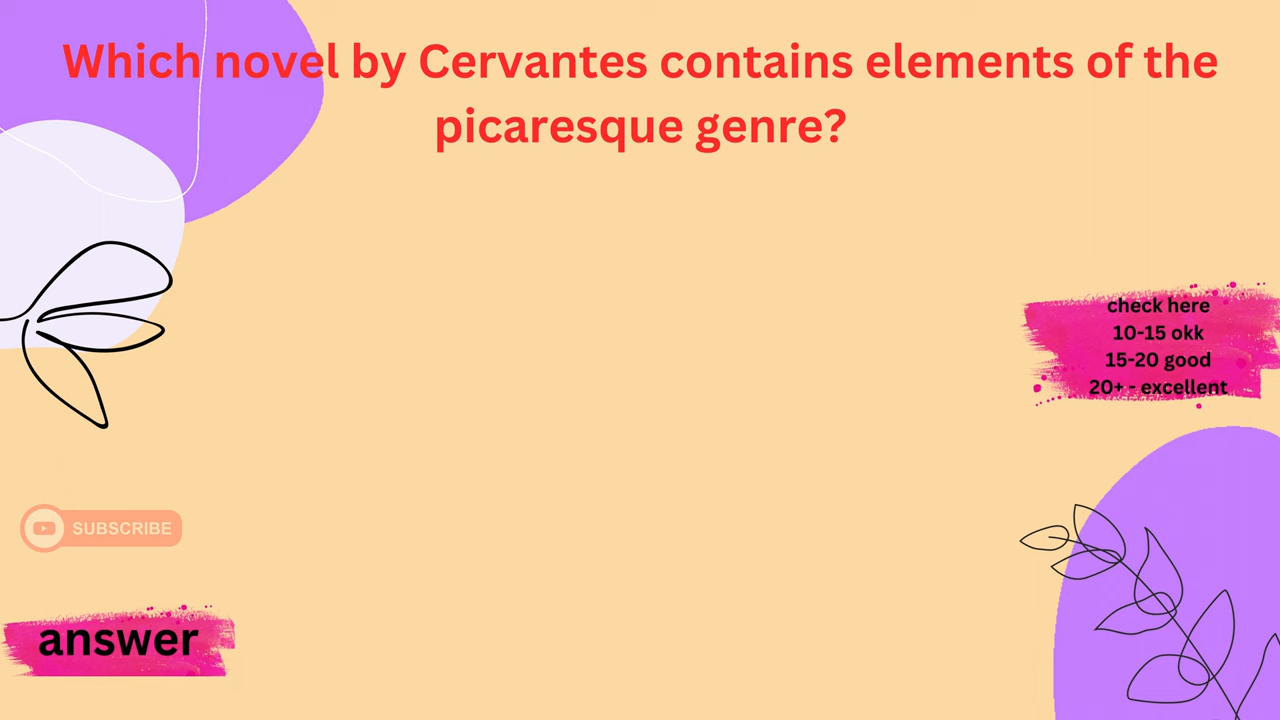 Which novel by Cervantes contains elements of the
picaresque genre?
check here
10-15 okk
15-20 good
20+ - excellent
SUBSCRIBE
answer